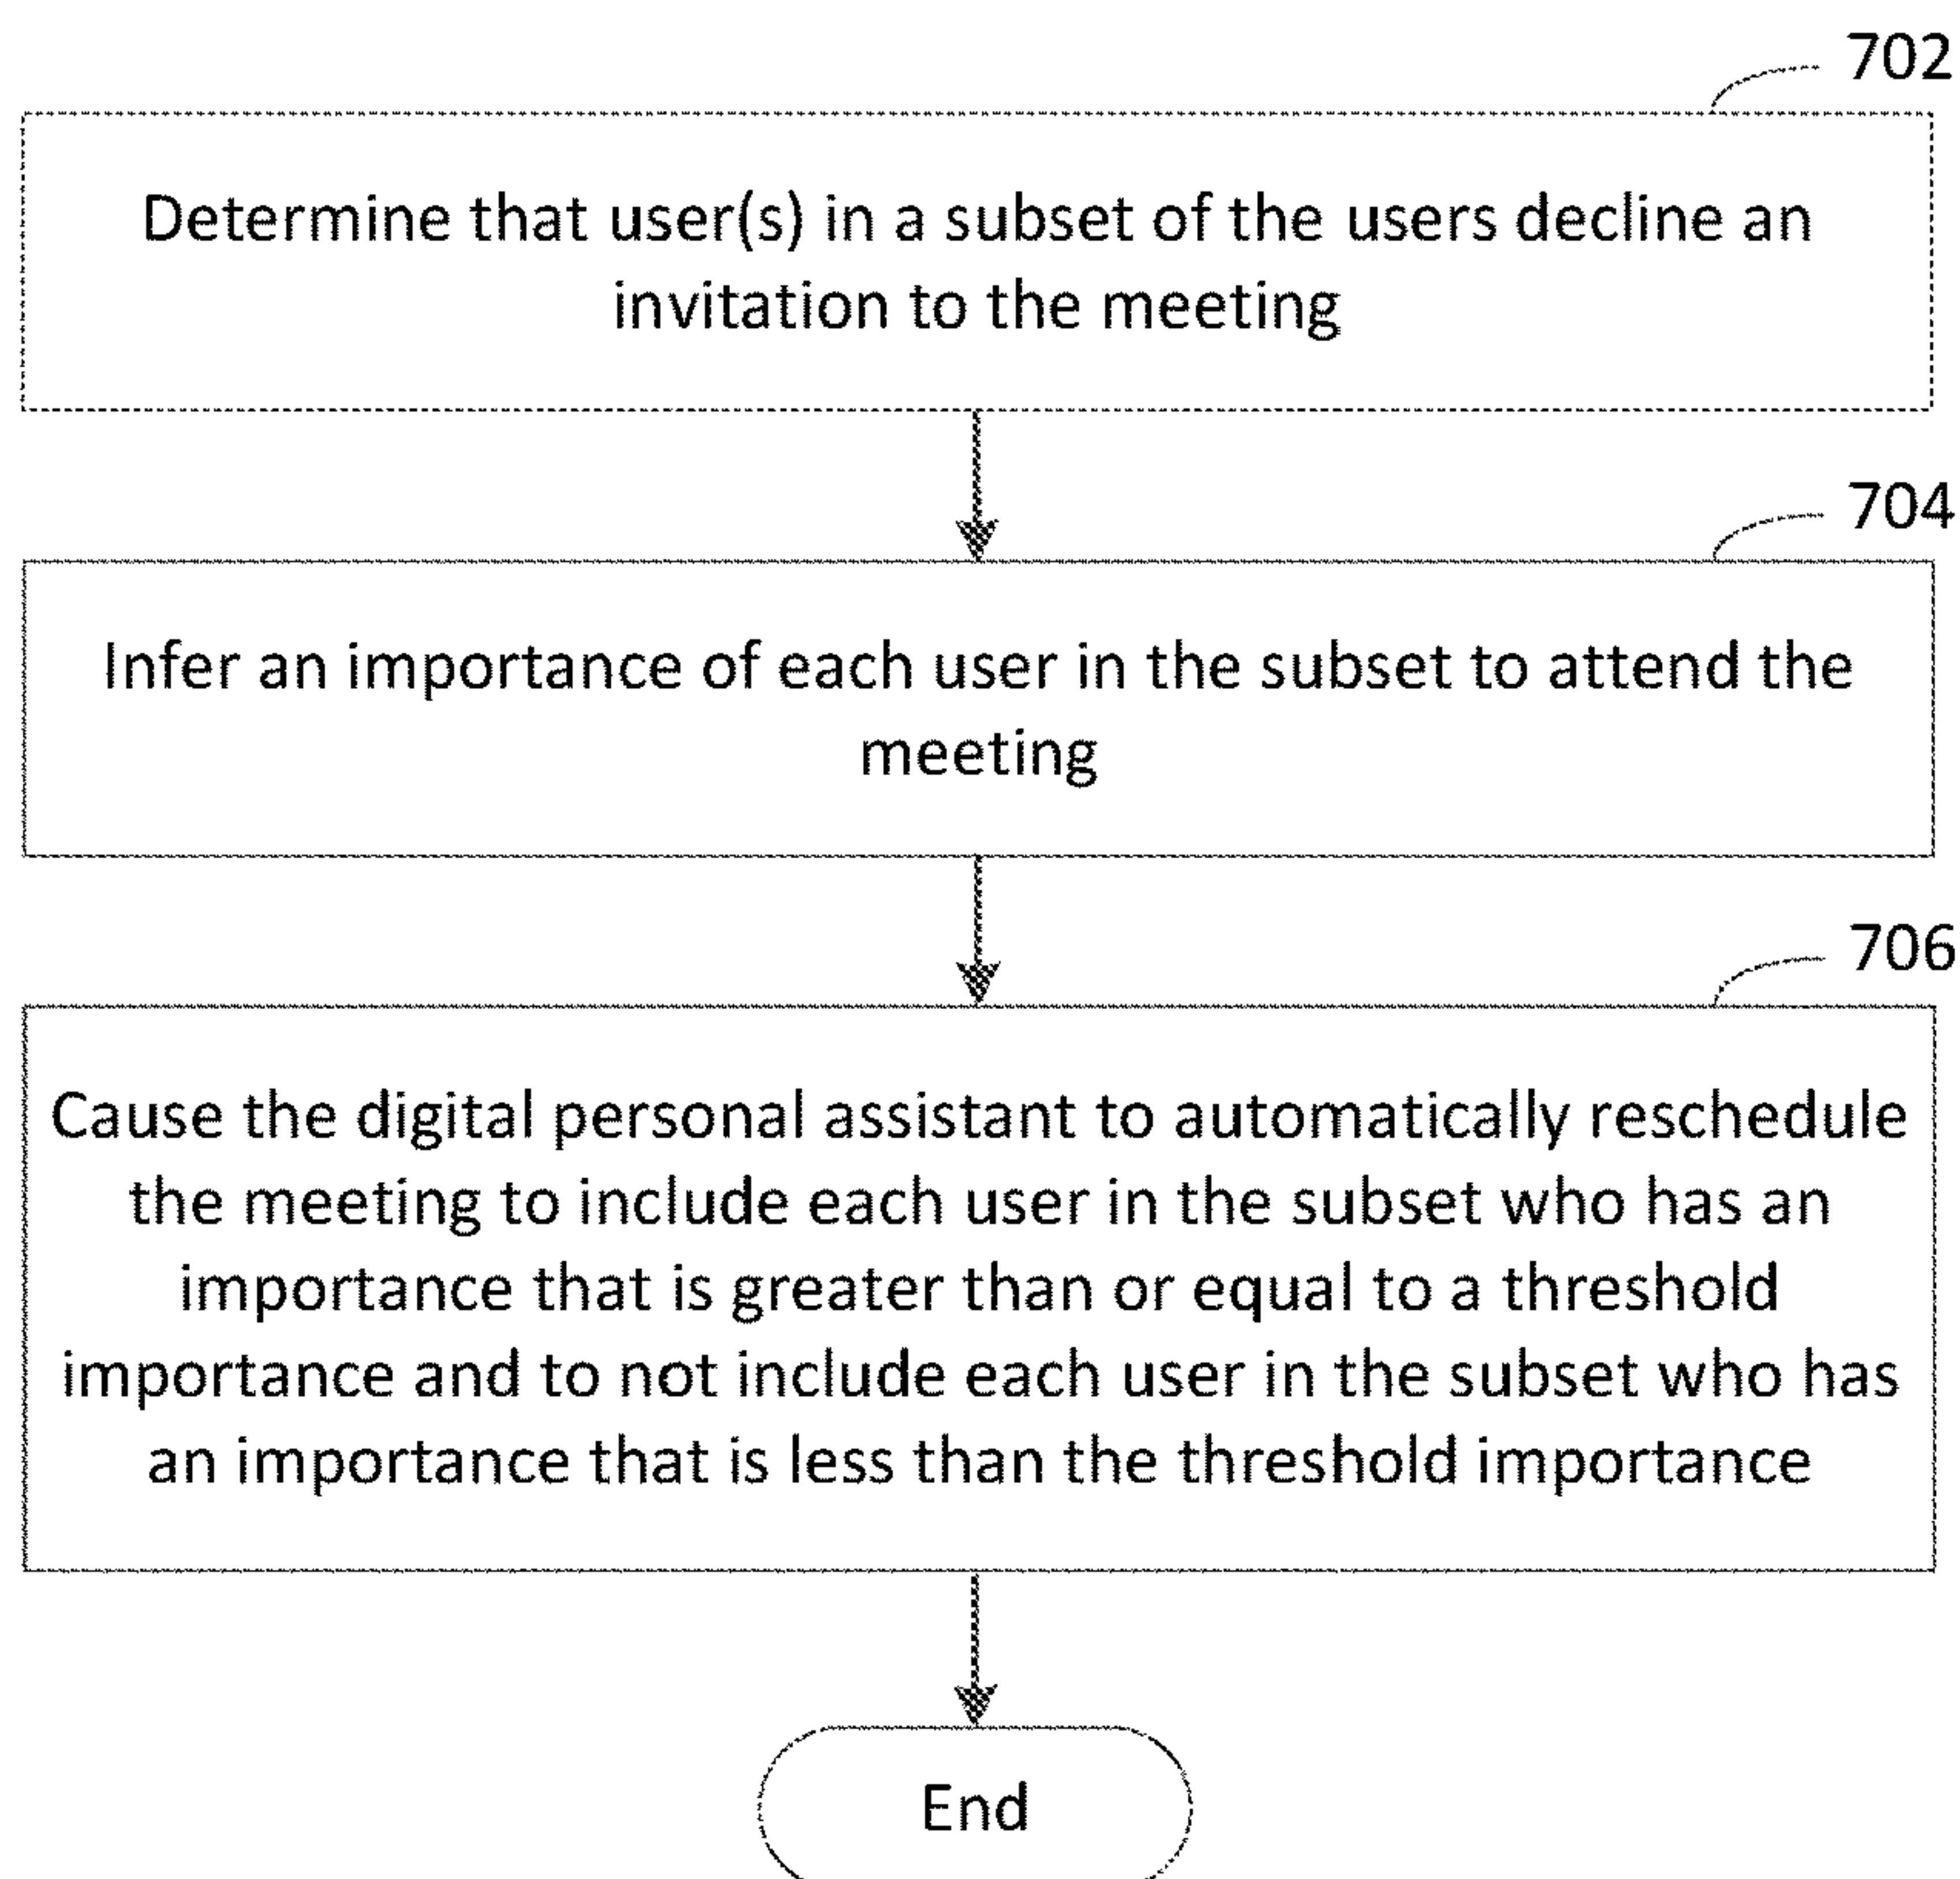 702
Determine that user(s) in a subset of the users decline an
invitation to the meeting
704
Infer an importance of each user in the subset to attend the
meeting
706
Cause the digital personal assistant to automatically reschedule
the meeting to include each user in the subset who has an
importance that is greater than or equal to a threshold
importance and to not include each user in the subset who has
an importance that is less than the threshold importance
End